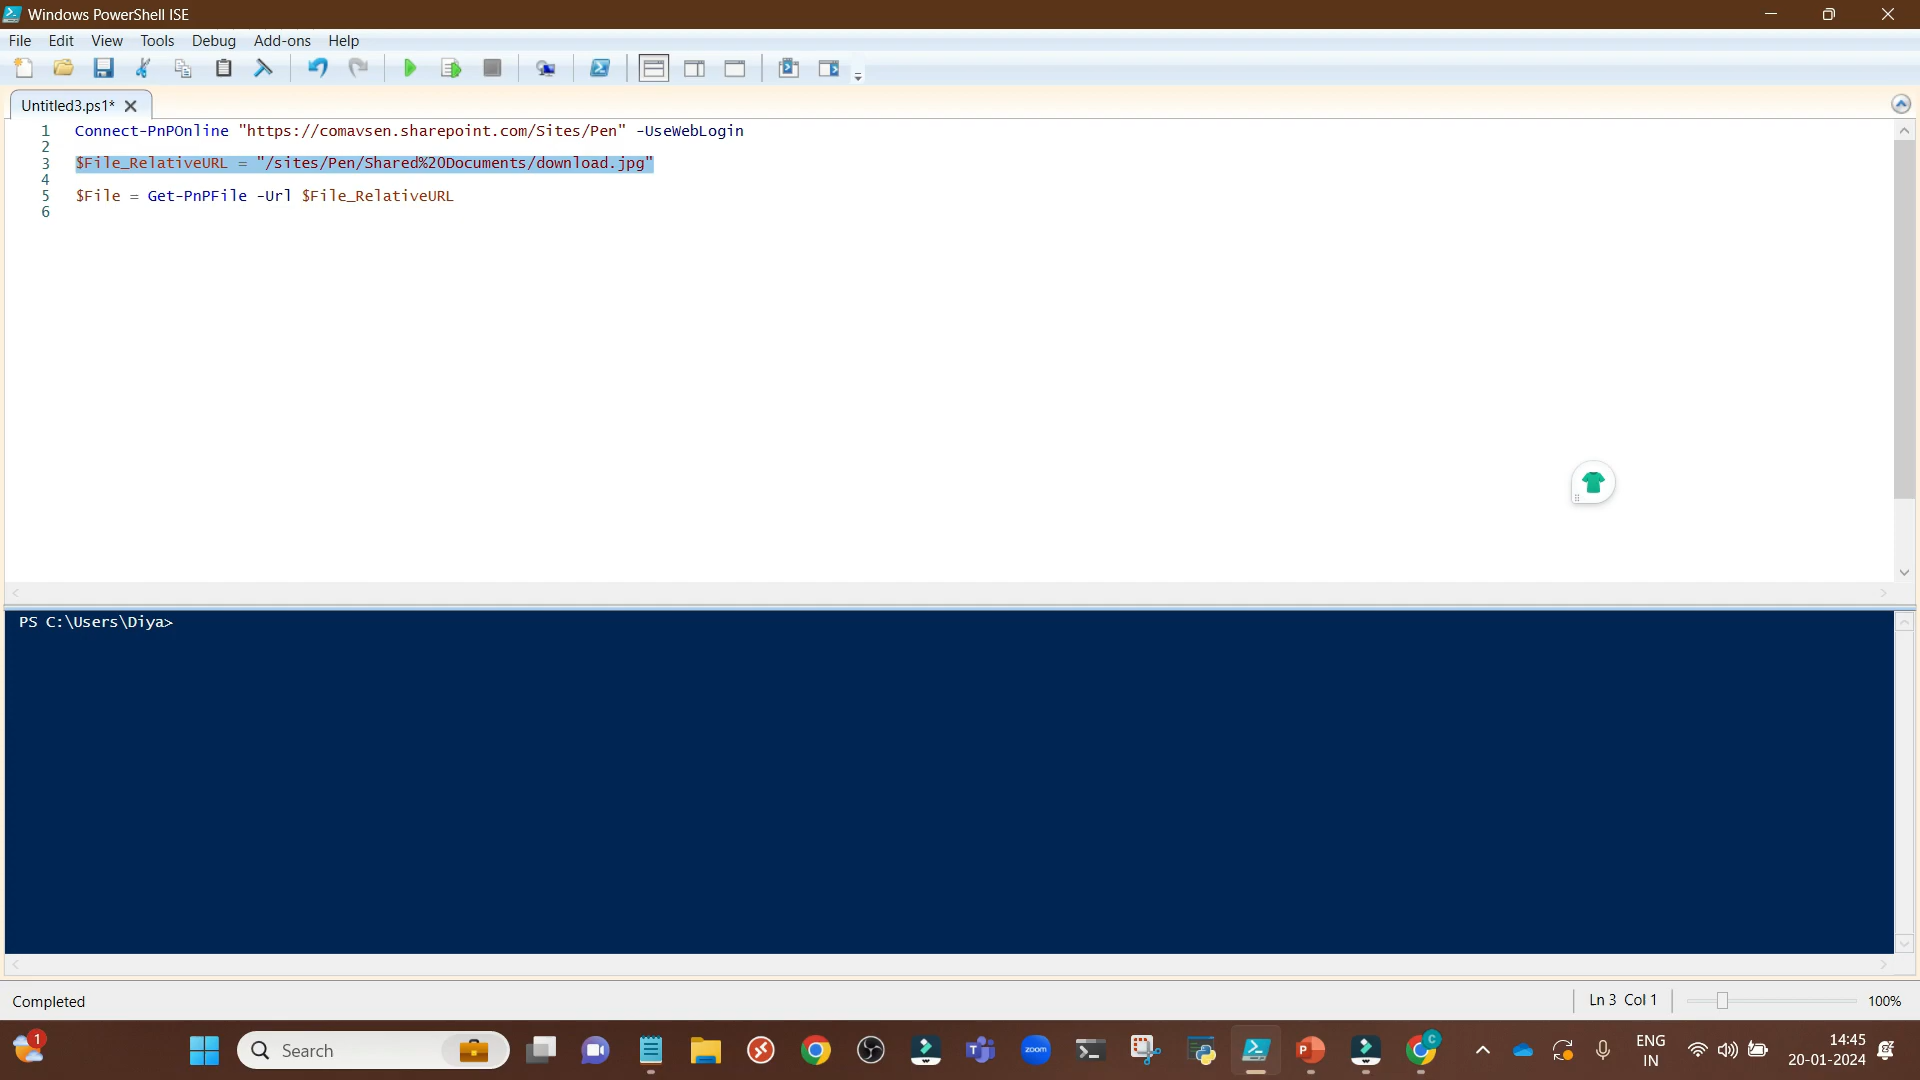 Windows PowerShell ISE
File Edit View Tools Debug Add-ons Help
Untitled3.ps1*
1 Connect-PnPOnline "https://comavsen.sharepoint.com/Sites/Pen" -UseWebLogin
2
3 $File_RelativeURL = "/sites/Pen/Shared%20Documents/download.jpg"
4
5 $File = Get-PnPFile -Url $File_RelativeURL
6
PS C:\Users\Diya>
Completed
Ln 3 Col 1
100%
1
Search
zoom
C
ENG
IN
14:45
20-01-2024